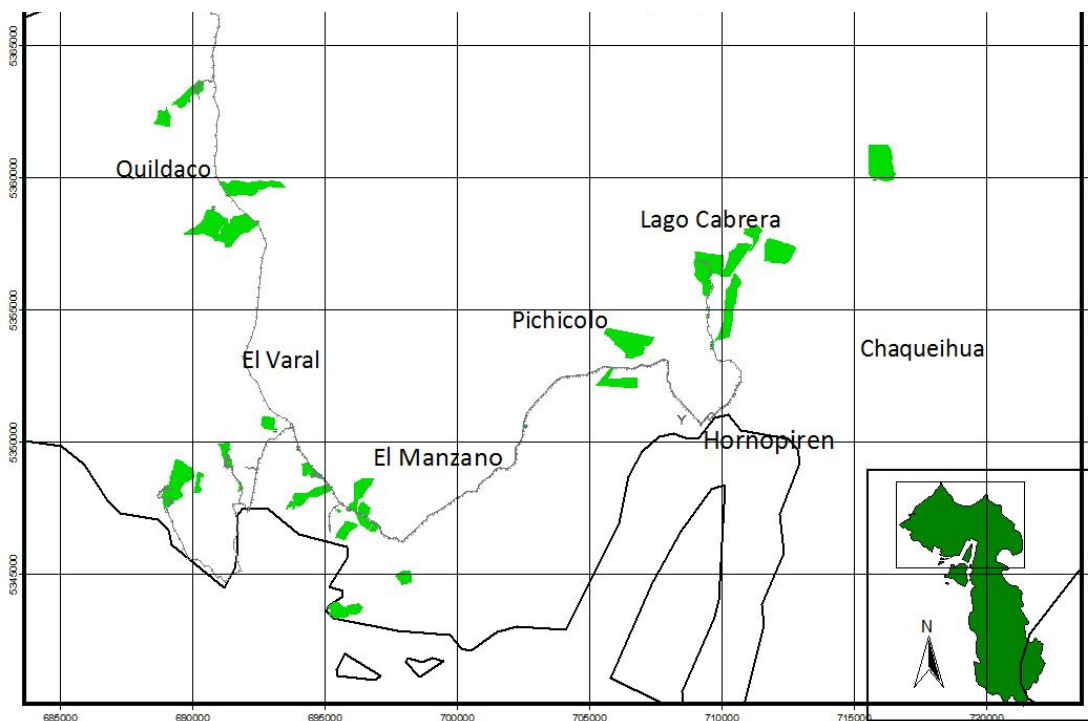 5365000
Quildaco
5360000
Lago Cabrera
5355000
Pichicolo
El Varal
Chaqueihua
5350000
Y
Hornopiren
El Manzano
5345000
N
685000 690000 695000 700000 705000 710000 715000 720000